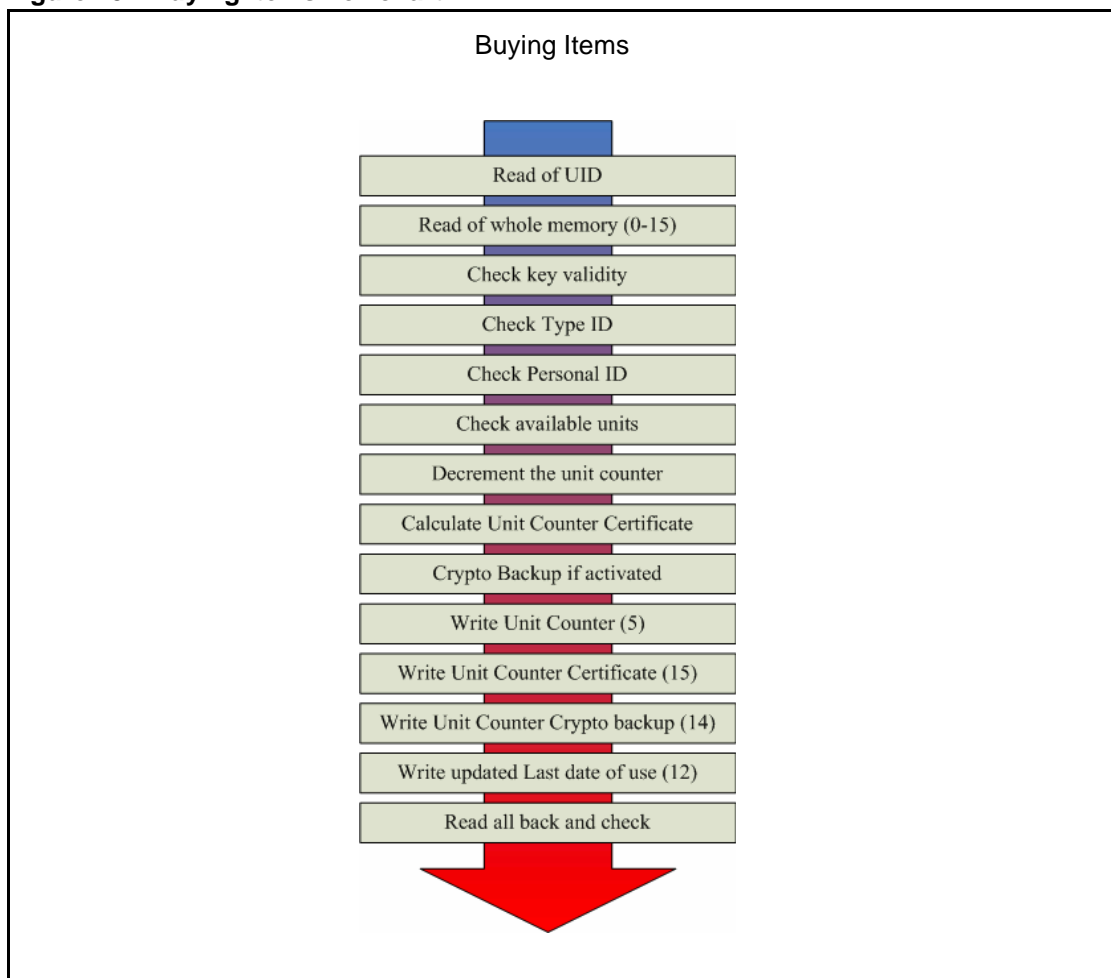 Buying Items
Read of UID
Read of whole memory (0-15)
Check key validity
Check Type ID
Check Personal ID
Check available units
Decrement the unit counter
Calculate Unit Counter Certificate
Crypto Backup if activated
Write Unit Counter (5)
Write Unit Counter Certificate (15)
Write Unit Counter Crypto backup (14)
Write updated Last date of use (12)
Read all back and check